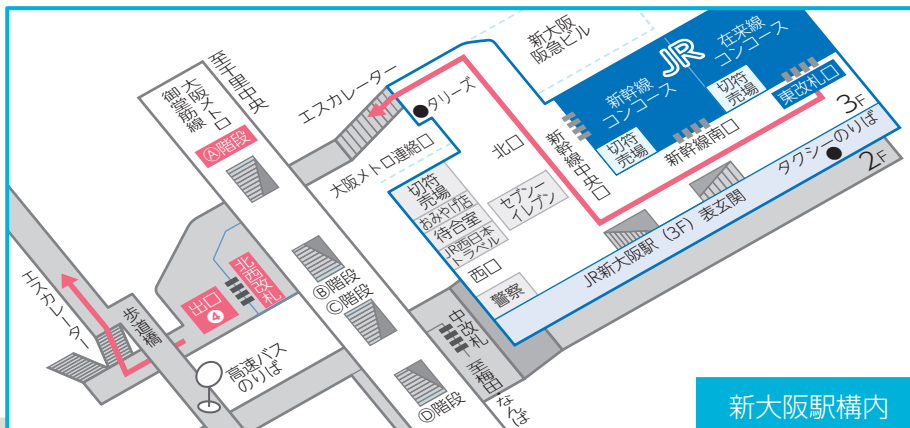 至千里中央
大阪メトロ
御堂筋線
Ⓐ階段
エスカレーター
●タリーズ
新大阪
阪急ビル
JR
新幹線
コンコース
在来線
コンコース
切符
売場
切符
売場
東改札口
3F
新幹線中央口
新幹線南口
タクシーのりば
2F
北口
大阪メトロ連絡口
切符
売場
おみやげ店
待合室
JR西日本
トラベル
セブンー
イレブン
西口
警察
JR新大阪駅(3F)表玄関
北西改札
出口
4
エスカレーター
歩道橋
高速バス
のりば
Ⓑ階段
Ⓒ階段
Ⓓ階段
中改札
至梅田
なんば
新大阪駅構内